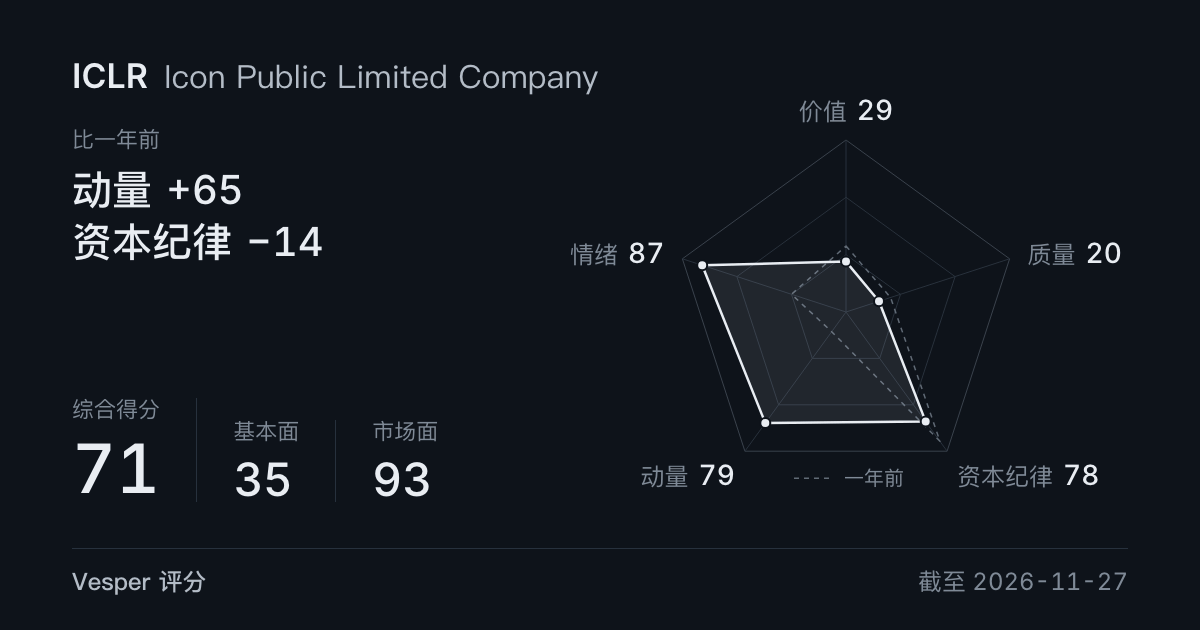 ICLR Icon Public Limited Company
比一年前
动量 +65
资本纪律 −14
价值 29
情绪 87
质量 20
动量 79
---- 一年前
资本纪律 78
综合得分
71
基本面
35
市场面
93
Vesper 评分
截至 2026-11-27